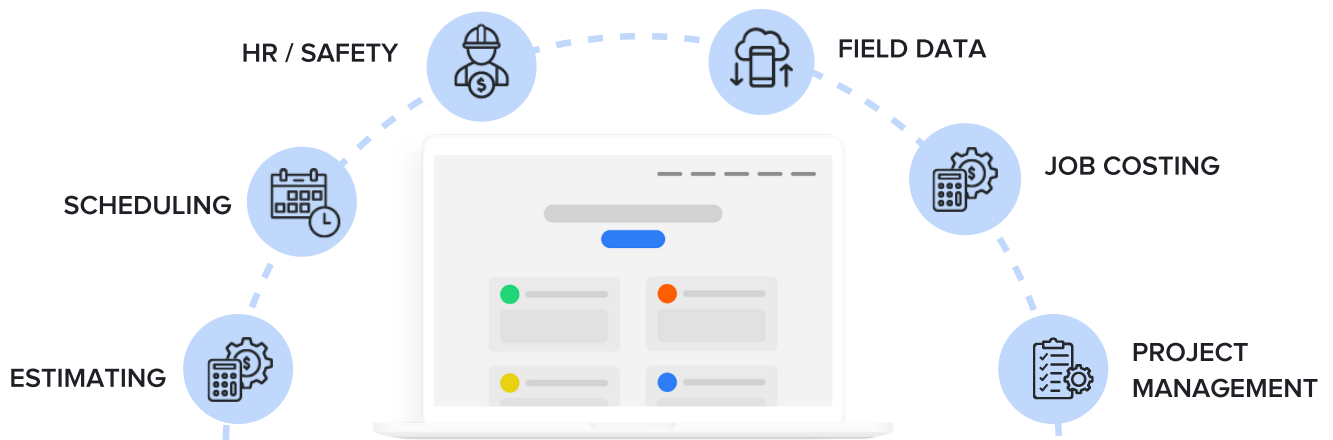 HR / SAFETY
FIELD DATA
SCHEDULING
JOB COSTING
ESTIMATING
PROJECT
MANAGEMENT